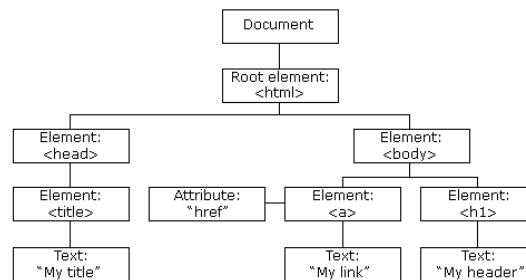 Document
Root element:
<html>
Element:
<head>
Element:
<body>
Element:
<title>
Attribute:
"href"
Element:
<a>
Element:
<h1>
Text:
"My title"
Text:
"My link"
Text:
"My header"